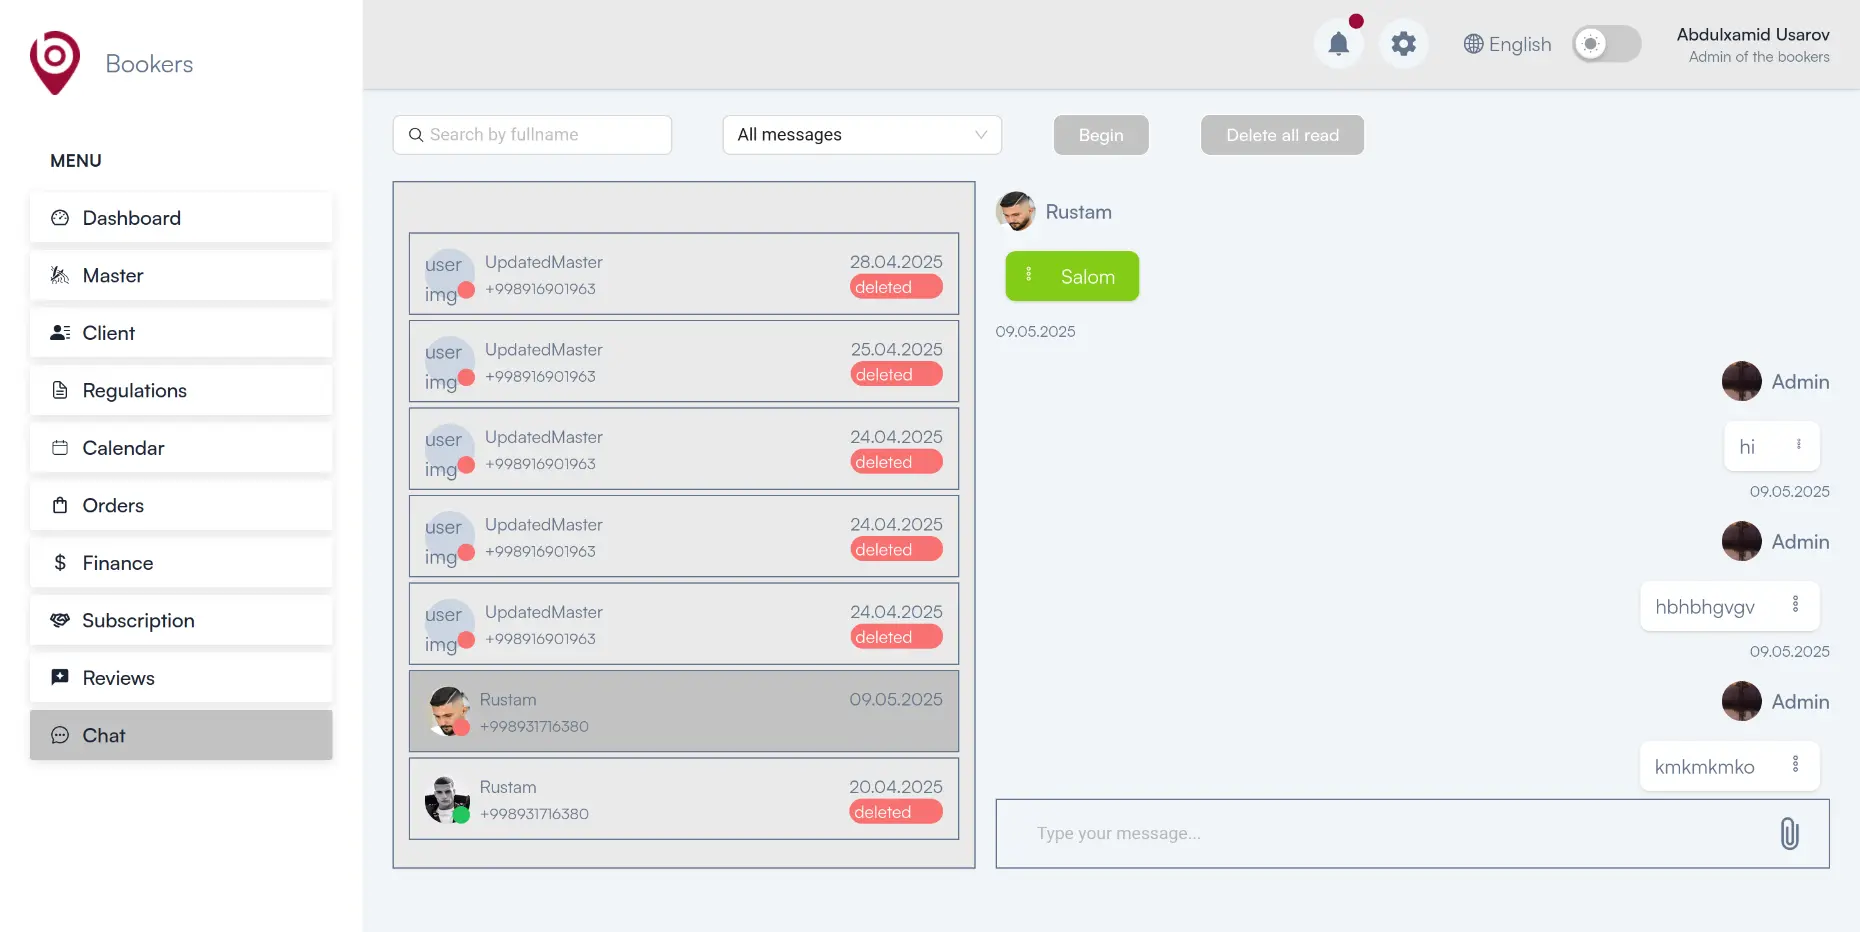 Bookers
MENU
Dashboard
Master
Client
Regulations
Calendar
Orders
Finance
Subscription
Reviews
Chat
English
Abdulxamid Usarov
Admin of the bookers
Search by fullname
All messages
Begin
Delete all read
user img
UpdatedMaster
28.04.2025
+998916901963
deleted
user img
UpdatedMaster
25.04.2025
+998916901963
deleted
user img
UpdatedMaster
24.04.2025
+998916901963
deleted
user img
UpdatedMaster
24.04.2025
+998916901963
deleted
user img
UpdatedMaster
24.04.2025
+998916901963
deleted
Rustam
09.05.2025
+998931716380
Rustam
20.04.2025
+998931716380
deleted
Rustam
Salom
09.05.2025
Admin
hi
09.05.2025
Admin
hbhbhgvgv
09.05.2025
Admin
kmkmkmko
Type your message...